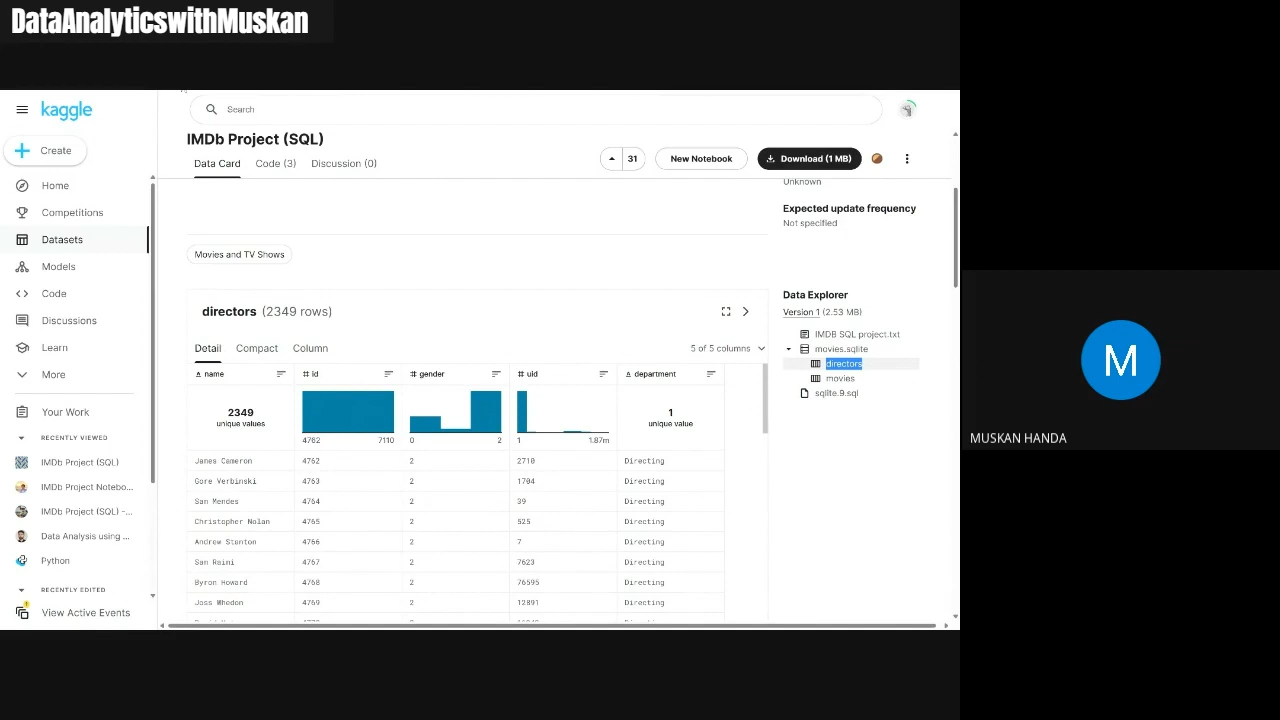 DataAnalyticswithMuskan
kaggle
Search
Create
Home
Competitions
Datasets
Models
Code
Discussions
Learn
More
Your Work
RECENTLY VIEWED
IMDb Project (SQL)
IMDb Project Notebo...
IMDb Project (SQL) -...
Data Analysis using ...
Python
RECENTLY EDITED
View Active Events
IMDb Project (SQL)
Data Card Code (3) Discussion (0)
31 New Notebook Download (1 MB)
Unknown
Expected update frequency
Not specified
Movies and TV Shows
directors (2349 rows)
Detail Compact Column 5 of 5 columns
A name # id # gender # uid A department
2349 unique values 4762 7110 0 2 1 1.87m 1 unique value
James Cameron 4762 2 2710 Directing
Gore Verbinski 4763 2 1704 Directing
Sam Mendes 4764 2 39 Directing
Christopher Nolan 4765 2 525 Directing
Andrew Stanton 4766 2 7 Directing
Sam Raimi 4767 2 7623 Directing
Byron Howard 4768 2 76595 Directing
Joss Whedon 4769 2 12891 Directing
Data Explorer
Version 1 (2.53 MB)
IMDB SQL project.txt
movies.sqlite
directors
movies
sqlite.9.sql
M
MUSKAN HANDA